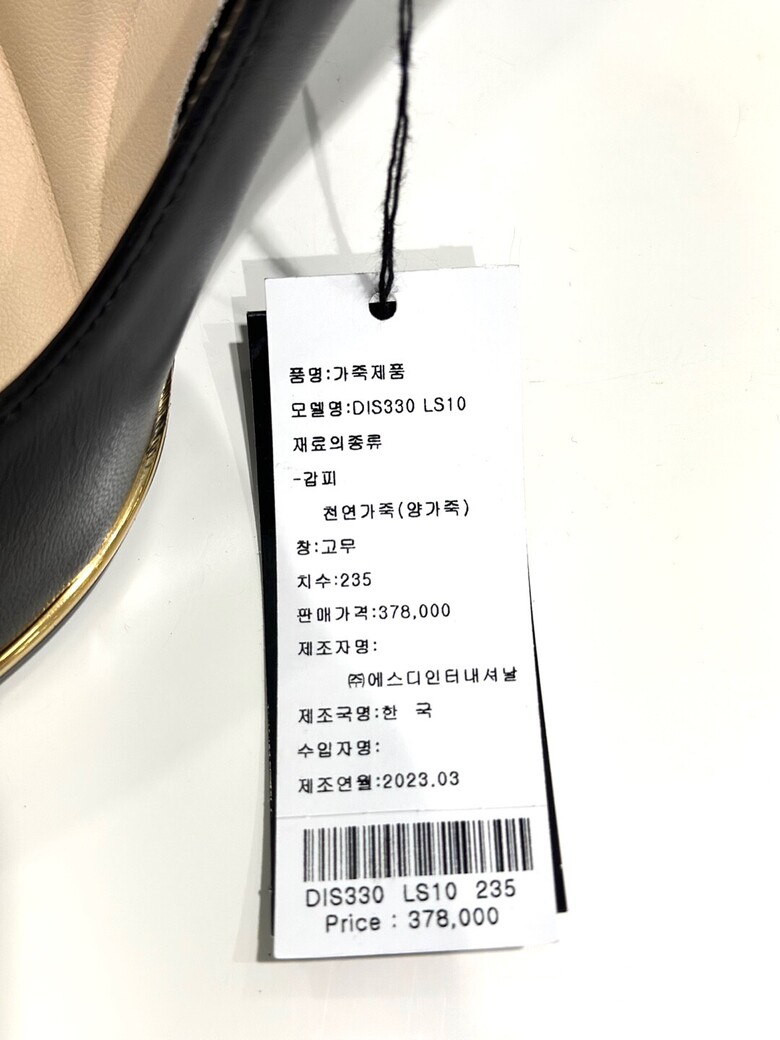 품명:가죽제품
모델명:DIS330 LS10
재료의종류
-갑피
천연가죽(양가죽)
창:고무
치수:235
판매가격:378,000
제조자명:
㈜에스디인터내셔날
제조국명:한 국
수입자명:
제조연월:2023.03
DIS330 LS10 235
Price : 378,000